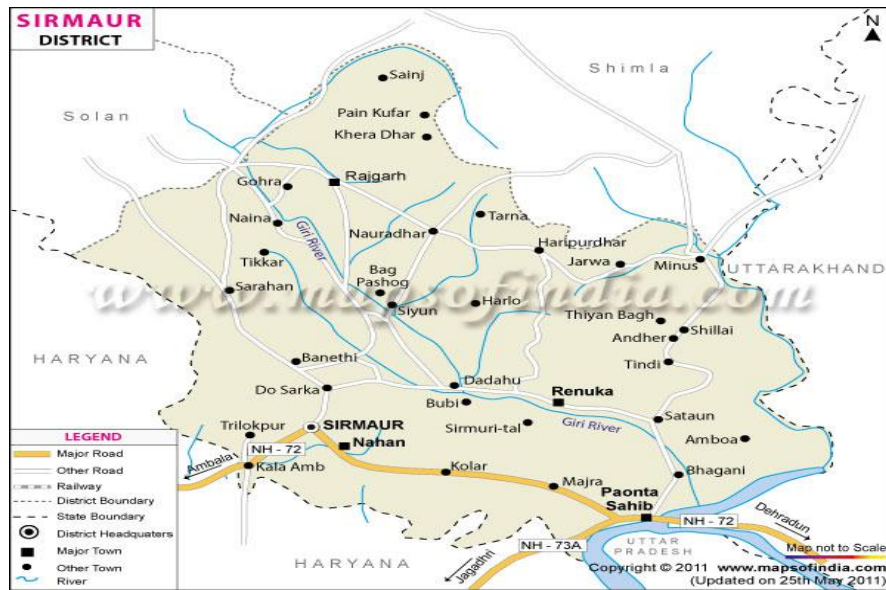 SIRMAUR
DISTRICT
N
Sainj
Shimla
Solan
Pain Kufar
Khera Dhar
Rajgarh
Gohra
Naina
Giri River
Nauradhar
Tarna
Haripurdhar
Tikkar
Jarwa
Minus
UTTARAKHAND
Bag
Pashog
Sarahan
www.mapsofindia.com
Siyun
Harlo
Thiyan Bagh
Shillai
Andher
HARYANA
Banethi
Tindi
Do Sarka
Dadahu
Renuka
Bubi
Sataun
Trilokpur
SIRMAUR
Sirmuri-tal
Giri River
Amboa
Nahan
NH - 72
Ambala
Kala Amb
Kolar
Bhagani
Majra
Paonta
Sahib
NH - 72
Dehradun
NH - 73A
UTTAR
PRADESH
HARYANA
Jagadhri
LEGEND
Major Road
Other Road
Railway
District Boundary
State Boundary
District Headquaters
Major Town
Other Town
River
Map not to Scale
Copyright © 2011 www.mapsofindia.com
(Updated on 25th May 2011)